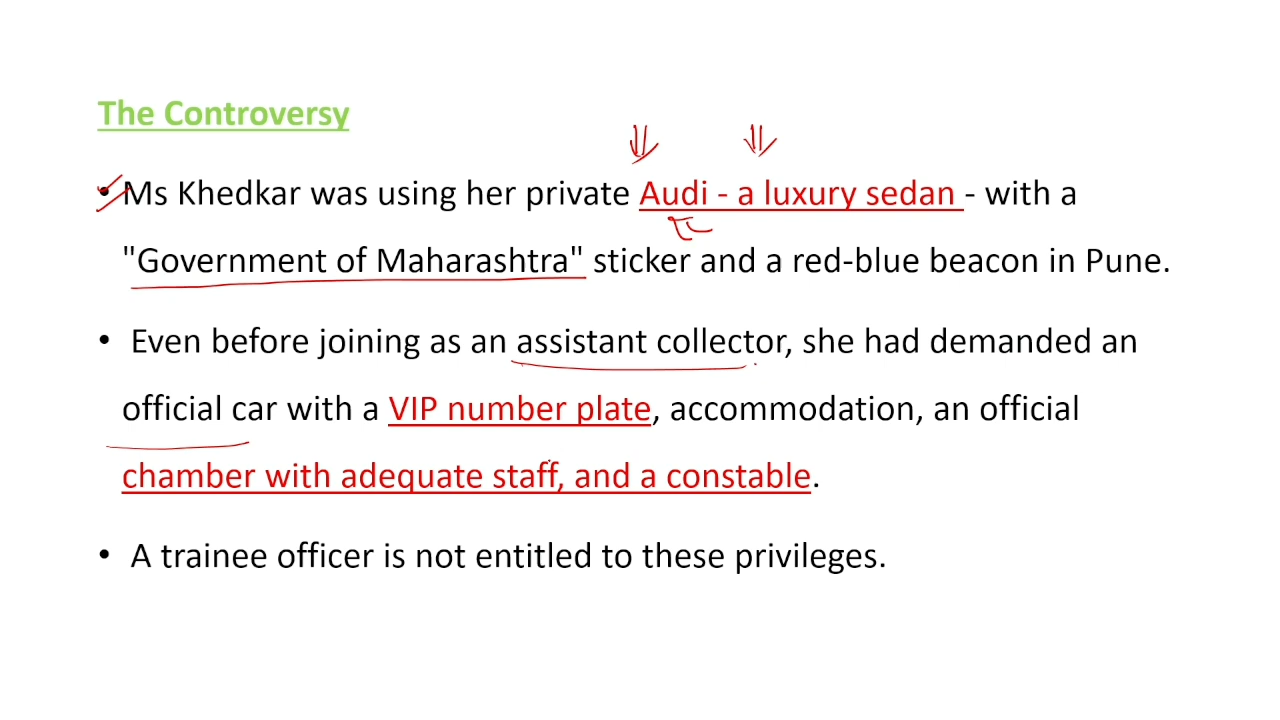 The Controversy
• Ms Khedkar was using her private Audi - a luxury sedan - with a
"Government of Maharashtra" sticker and a red-blue beacon in Pune.
• Even before joining as an assistant collector, she had demanded an
official car with a VIP number plate, accommodation, an official
chamber with adequate staff, and a constable.
• A trainee officer is not entitled to these privileges.